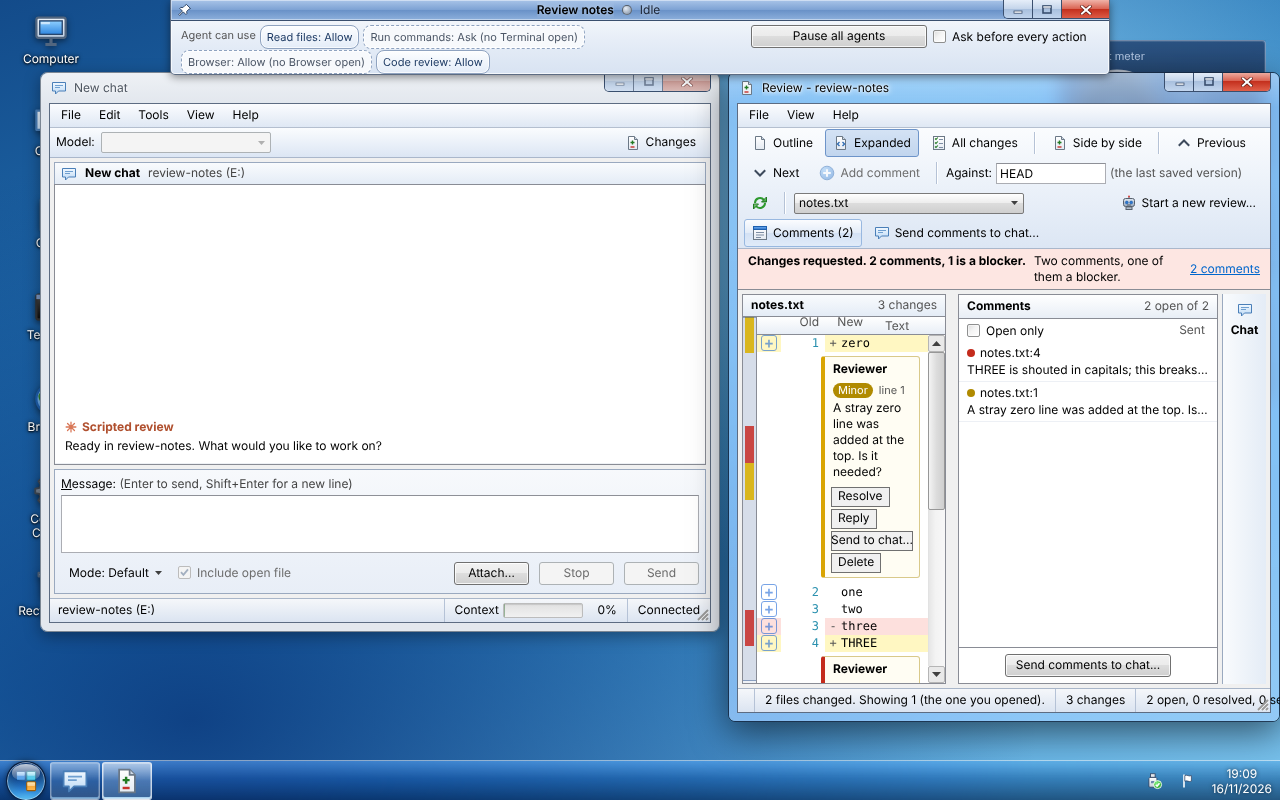 Review notes Idle
Agent can use Read files: Allow Run commands: Ask (no Terminal open)
Browser: Allow (no Browser open) Code review: Allow
Pause all agents Ask before every action
Computer
meter
New chat
File Edit Tools View Help
Model: Changes
New chat review-notes (E:)
Scripted review
Ready in review-notes. What would you like to work on?
Message: (Enter to send, Shift+Enter for a new line)
Mode: Default Include open file Attach... Stop Send
review-notes (E:) Context 0% Connected
Review - review-notes
File View Help
Outline Expanded All changes Side by side Previous
Next Add comment Against: HEAD (the last saved version)
notes.txt Start a new review...
Comments (2) Send comments to chat...
Changes requested. 2 comments, 1 is a blocker. Two comments, one of
them a blocker.
2 comments
notes.txt 3 changes
Old New Text
1 + zero
Reviewer
Minor line 1
A stray zero
line was
added at the
top. Is it
needed?
Resolve
Reply
Send to chat...
Delete
2 one
3 two
3 - three
4 + THREE
Reviewer
Comments 2 open of 2
Open only Sent
notes.txt:4
THREE is shouted in capitals; this breaks...
notes.txt:1
A stray zero line was added at the top. Is...
Send comments to chat...
Chat
2 files changed. Showing 1 (the one you opened). 3 changes 2 open, 0 resolved, 0 se
19:09
16/11/2026